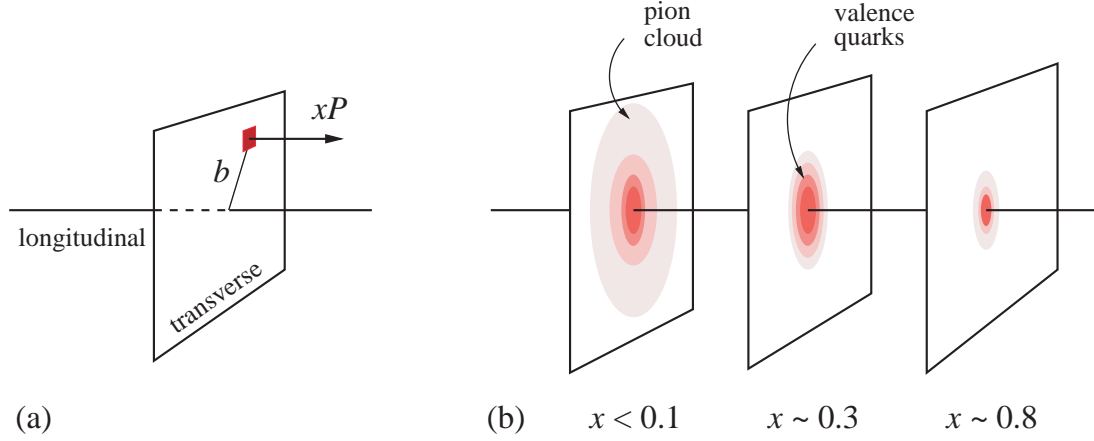 xP
b
longitudinal
transverse
(a)
pion
cloud
valence
quarks
(b)
x < 0.1
x ~ 0.3
x ~ 0.8